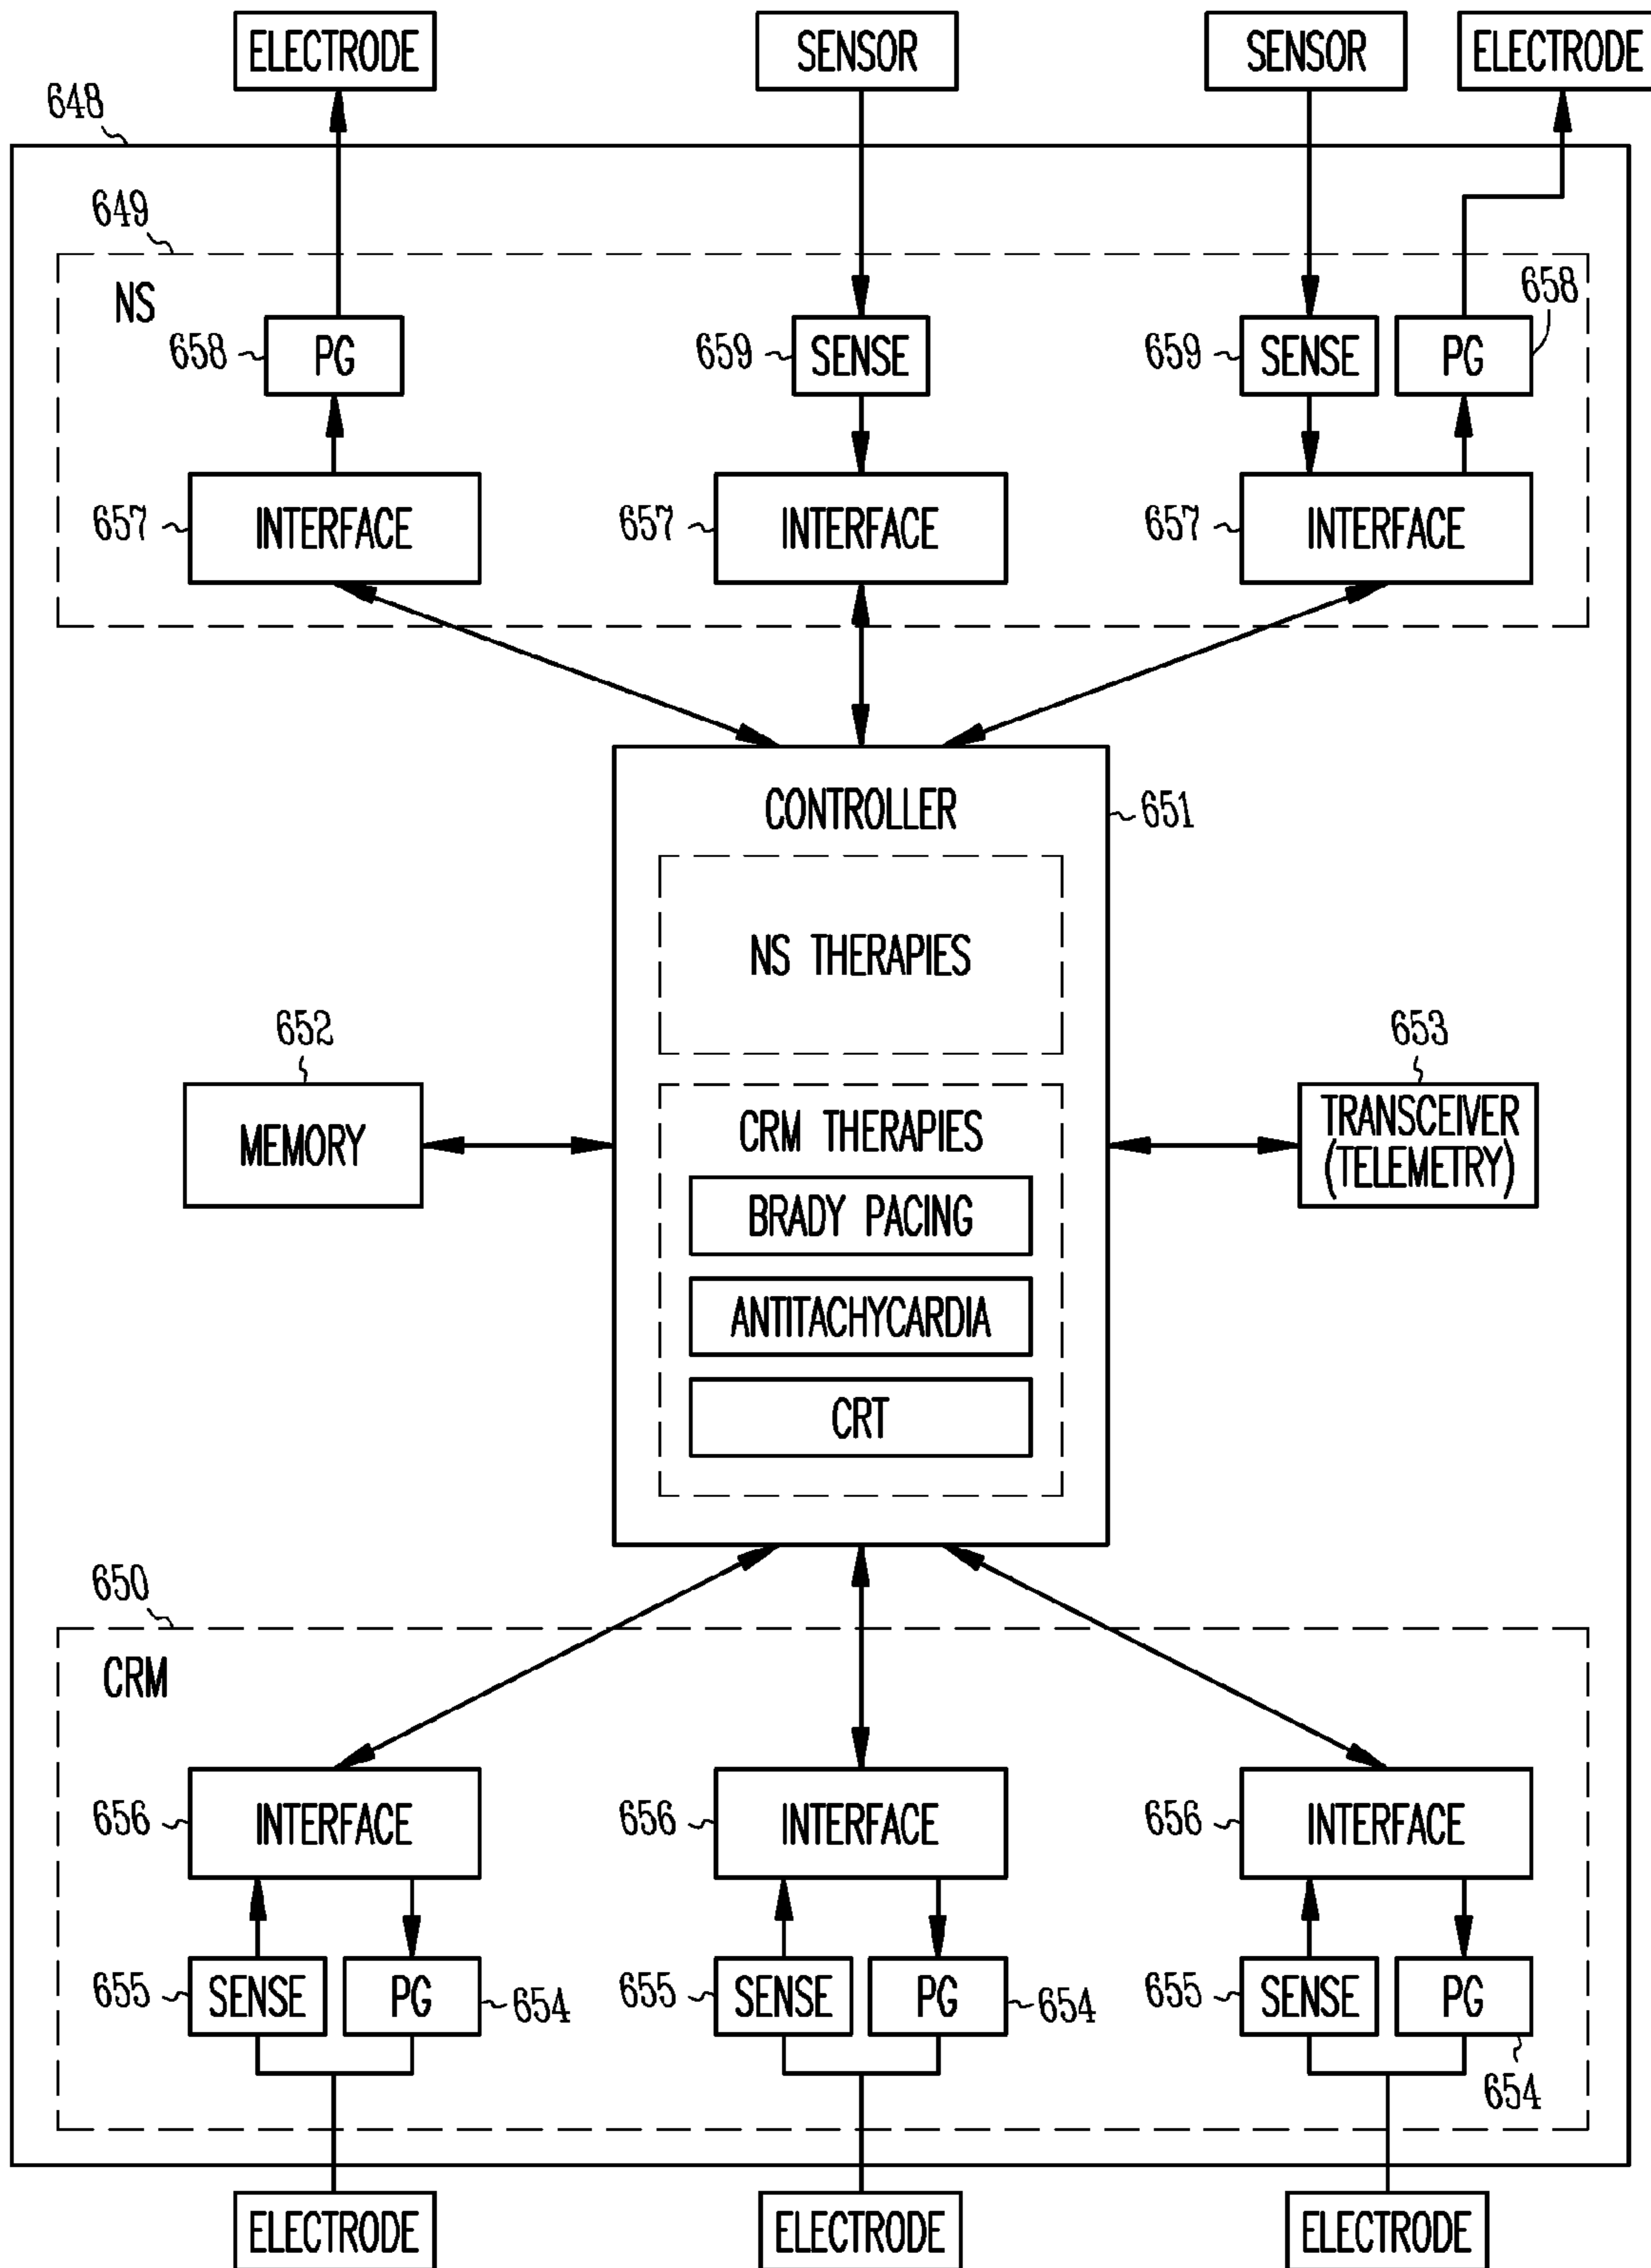 ELECTRODE
SENSOR
SENSOR
ELECTRODE
648
649
NS
658
PG
659
SENSE
659
SENSE
PG
658
657
INTERFACE
657
INTERFACE
657
INTERFACE
CONTROLLER
651
NS THERAPIES
652
MEMORY
653
TRANSCEIVER
(TELEMETRY)
CRM THERAPIES
BRADY PACING
ANTITACHYCARDIA
CRT
650
CRM
656
INTERFACE
656
INTERFACE
656
INTERFACE
655
SENSE
PG
654
655
SENSE
PG
654
655
SENSE
PG
654
ELECTRODE
ELECTRODE
ELECTRODE